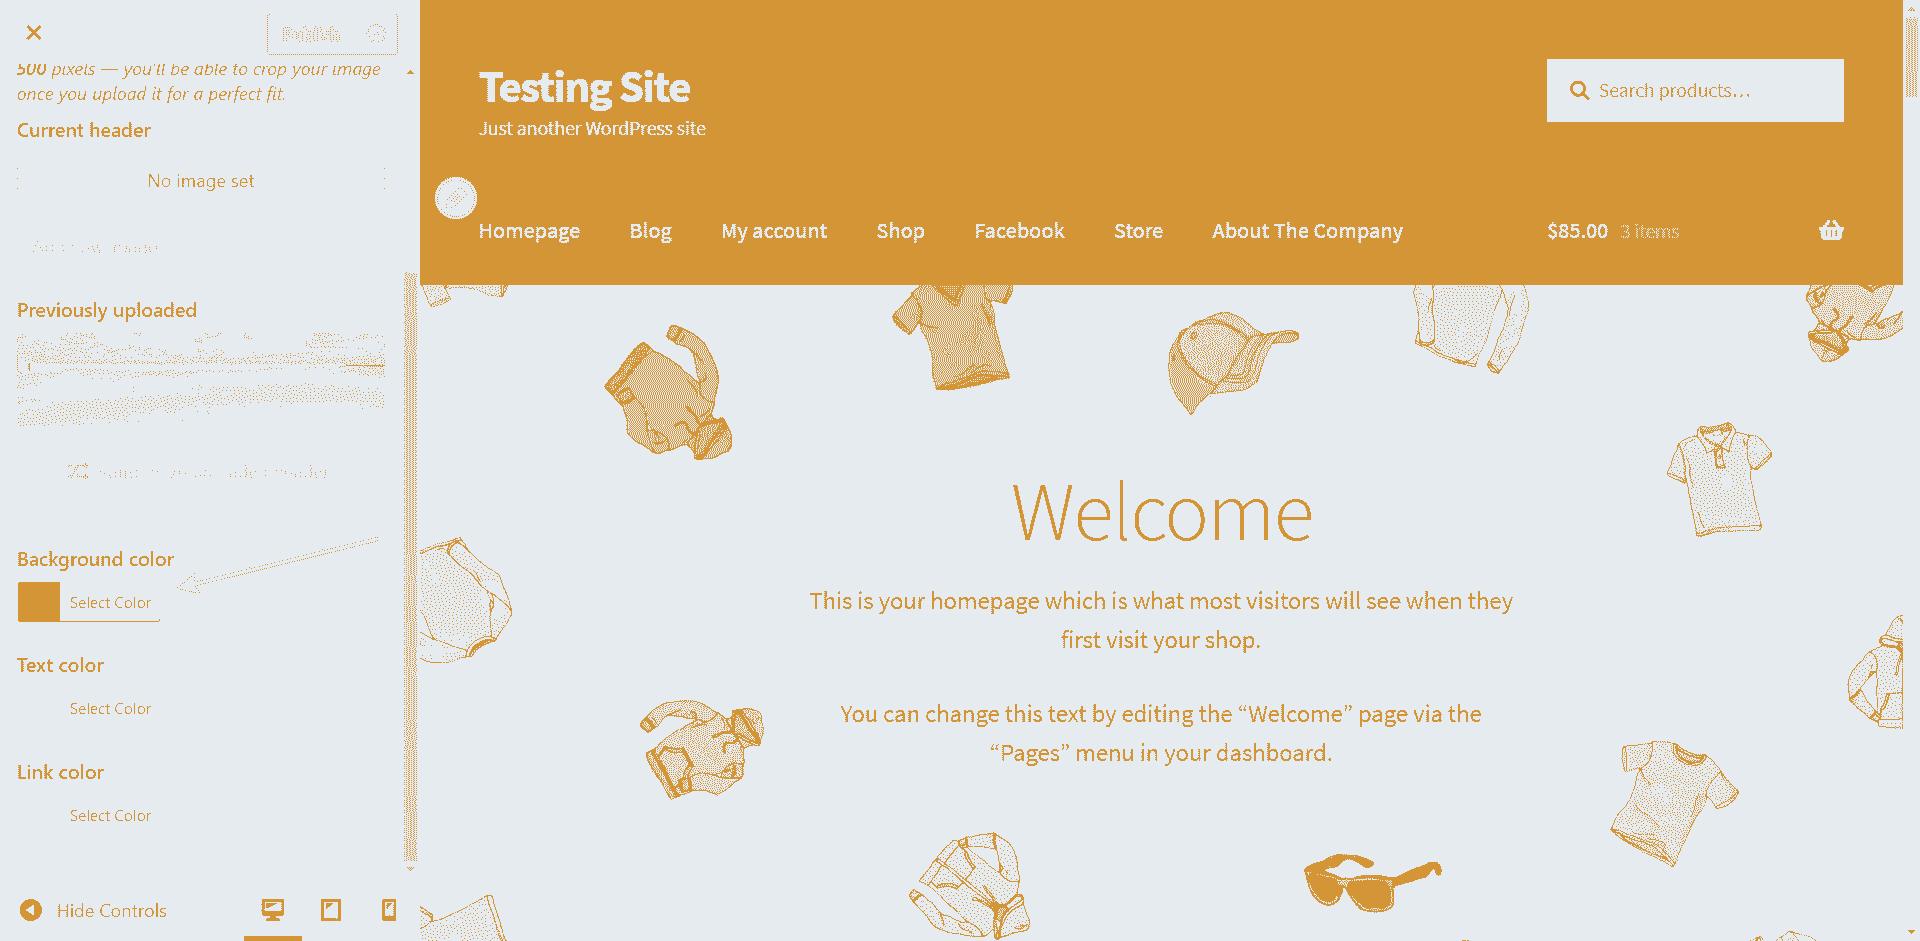 Publish
500 pixels — you'll be able to crop your image
once you upload it for a perfect fit.
Current header
No image set
Previously uploaded
Background color
Select Color
Text color
Select Color
Link color
Select Color
Hide Controls
Testing Site
Just another WordPress site
Search products…
Homepage Blog My account Shop Facebook Store About The Company $85.00 3 items
Welcome
This is your homepage which is what most visitors will see when they
first visit your shop.
You can change this text by editing the “Welcome” page via the
“Pages” menu in your dashboard.